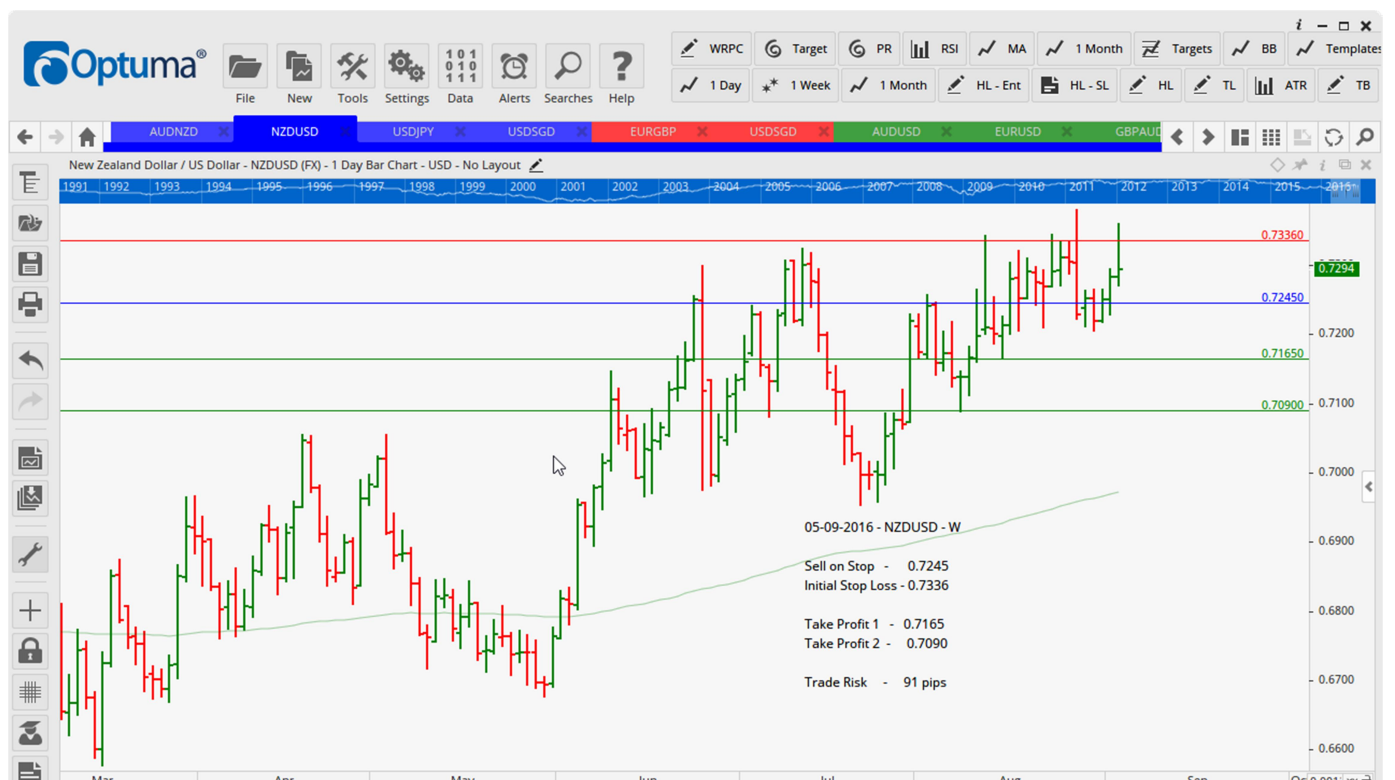 Optuma®
File
New
Tools
Settings
101
010
111
Data
Alerts
Searches
?
Help
i
WRPC
Target
PR
RSI
MA
1 Month
Targets
BB
Templates
1 Day
1 Week
1 Month
HL - Ent
HL - SL
HL
TL
ATR
TB
AUDNZD
NZDUSD
USDJPY
USDSGD
EURGBP
USDSGD
AUDUSD
EURUSD
GBPAUD
New Zealand Dollar / US Dollar - NZDUSD (FX) - 1 Day Bar Chart - USD - No Layout
i
1991 1992 1993 1994 1995 1996 1997 1998 1999 2000 2001 2002 2003 2004 2005 2006 2007 2008 2009 2010 2011 2012 2013 2014 2015 2016
0.73360
0.7294
0.72450
0.7200
0.71650
0.7100
0.70900
0.7000
0.6900
0.6800
0.6700
0.6600
05-09-2016 - NZDUSD - W
Sell on Stop - 0.7245
Initial Stop Loss - 0.7336
Take Profit 1 - 0.7165
Take Profit 2 - 0.7090
Trade Risk - 91 pips
Mar Apr May Jun Jul Aug Sep